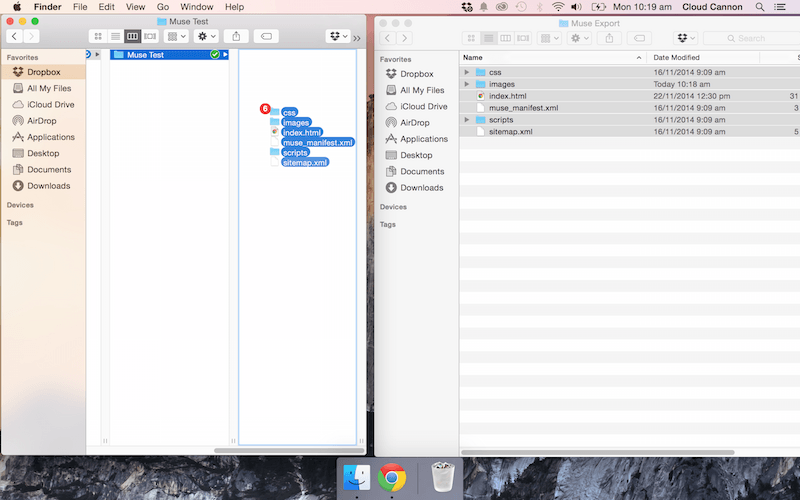 Finder File Edit View Go Window Help Mon 10:19 am Cloud Cannon
Muse Test
Favorites
Dropbox
All My Files
iCloud Drive
AirDrop
Applications
Desktop
Documents
Downloads
Devices
Tags
Muse Test
6
css
images
index.html
muse_manifest.xml
scripts
sitemap.xml
Muse Export
Search
Favorites
Dropbox
All My Files
iCloud Drive
AirDrop
Applications
Desktop
Documents
Downloads
Devices
Tags
Name Date Modified S
css 16/11/2014 9:09 am
images Today 10:18 am
index.html 22/11/2014 12:30 pm 31
muse_manifest.xml 16/11/2014 9:09 am 3
scripts 16/11/2014 9:09 am
sitemap.xml 16/11/2014 9:09 am 5